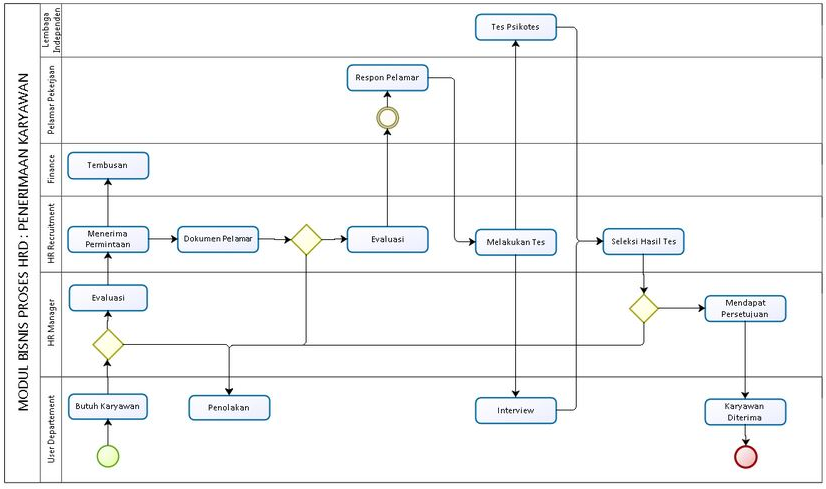 MODUL BISNIS PROSES HRD : PENERIMAAN KARYAWAN
Lembaga
Independen
Tes Psikotes
Pelamar Pekerjaan
Respon Pelamar
Finance
Tembusan
HR Recruitment
Menerima
Permintaan
Dokumen Pelamar
Evaluasi
Melakukan Tes
Seleksi Hasil Tes
HR Manager
Evaluasi
Mendapat
Persetujuan
User Departement
Butuh Karyawan
Penolakan
Interview
Karyawan
Diterima